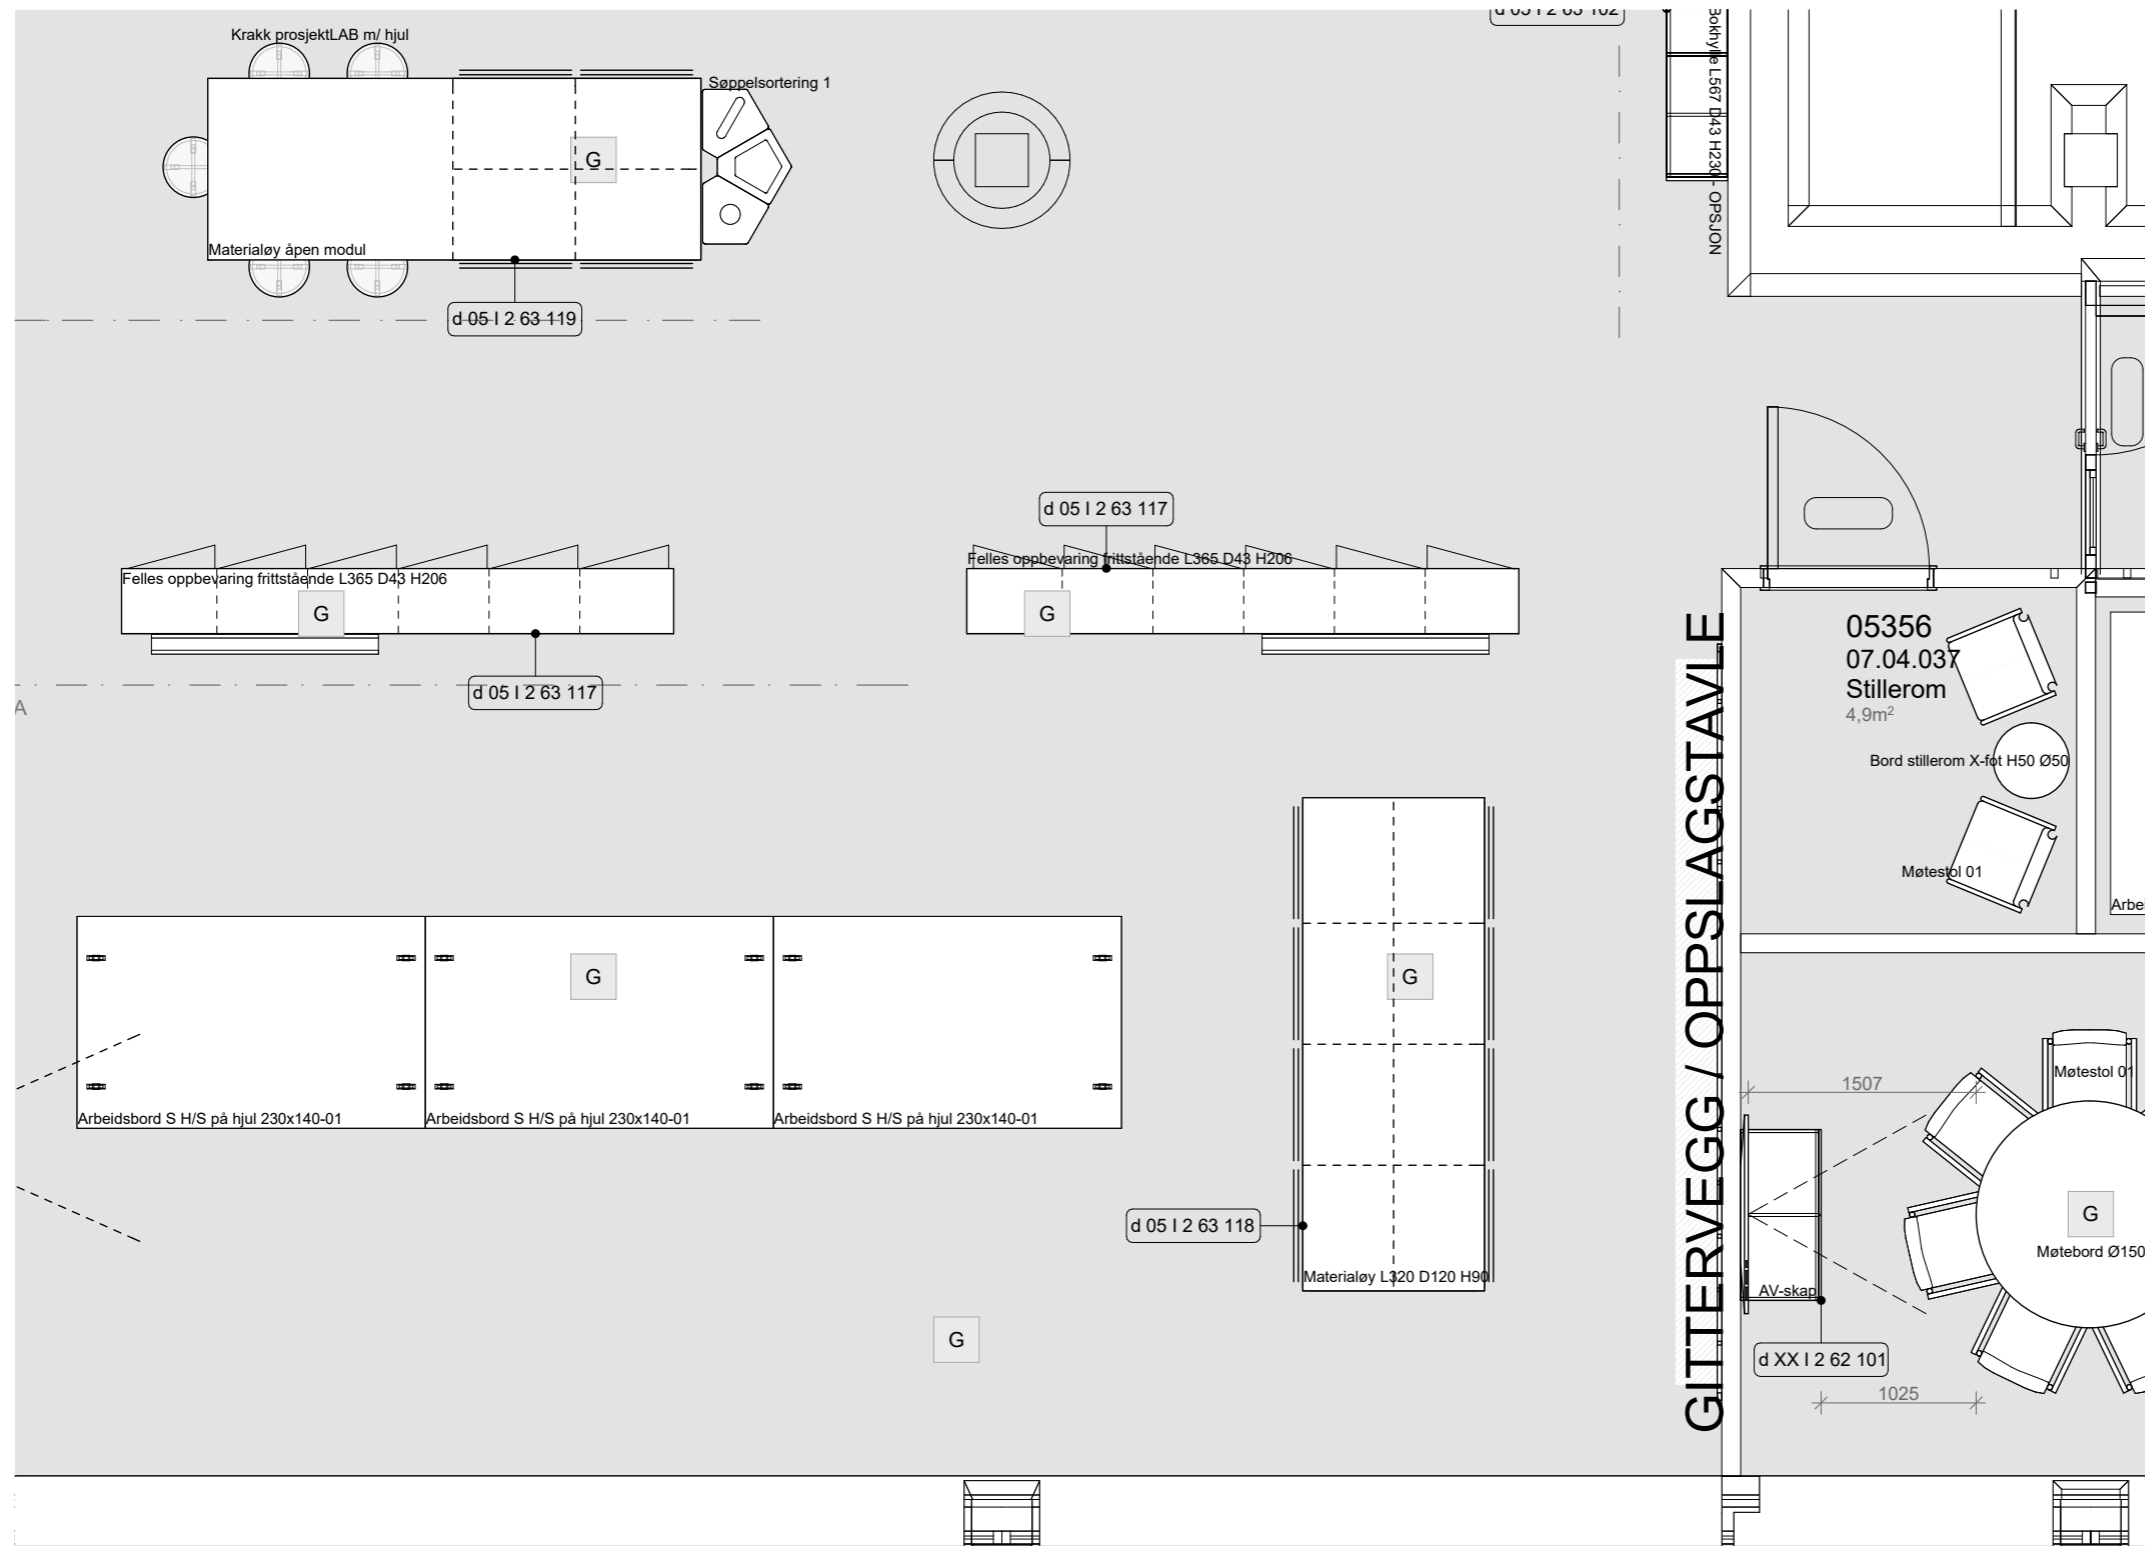 d 05 I 2 63 102
Krakk prosjektLAB m/ hjul
Søppelsortering 1
Bokhylle L567 D43 H230 - OPSJON
G
Materialøy åpen modul
d 05 I 2 63 119
d 05 I 2 63 117
Felles oppbevaring frittstående L365 D43 H206
Felles oppbevaring frittstående L365 D43 H206
G
G
d 05 I 2 63 117
A
GITTERVEGG / OPPSLAGSTAVLE
05356
07.04.037
Stillerom
4,9m²
Bord stillerom X-fot H50 Ø50
Møtestol 01
G
G
Arbeidsbord S H/S på hjul 230x140-01
Arbeidsbord S H/S på hjul 230x140-01
Arbeidsbord S H/S på hjul 230x140-01
Møtestol 01
1507
d 05 I 2 63 118
G
Møtebord Ø150
Materialøy L320 D120 H90
AV-skap
G
d XX I 2 62 101
1025